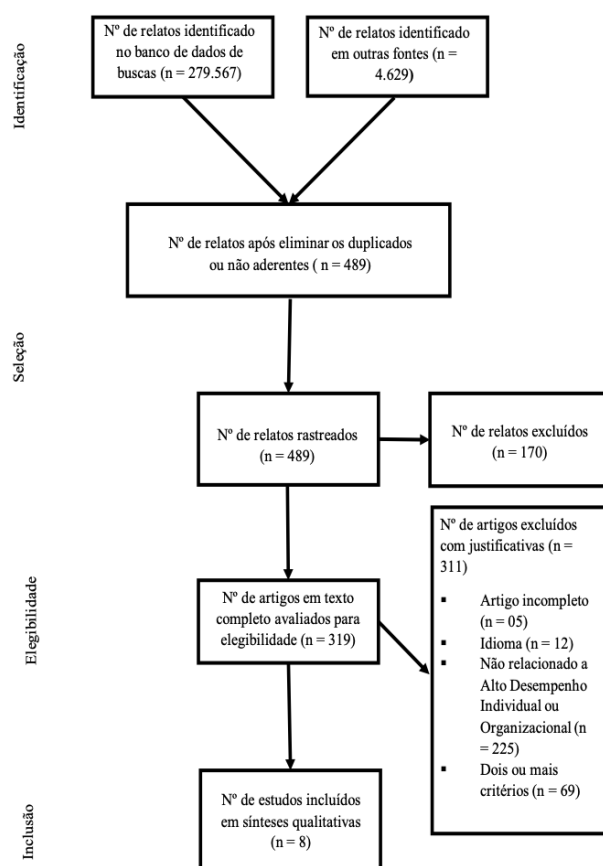 Identificação
Nº de relatos identificado
no banco de dados de
buscas (n = 279.567)
Nº de relatos identificado
em outras fontes (n =
4.629)
Nº de relatos após eliminar os duplicados
ou não aderentes ( n = 489)
Seleção
Nº de relatos rastreados
(n = 489)
Nº de relatos excluídos
(n = 170)
Elegibilidade
Nº de artigos em texto
completo avaliados para
elegibilidade (n = 319)
Nº de artigos excluídos
com justificativas (n =
311)
▪ Artigo incompleto
(n = 05)
▪ Idioma (n = 12)
▪ Não relacionado a
Alto Desempenho
Individual ou
Organizacional (n
= 225)
▪ Dois ou mais
critérios (n = 69)
Inclusão
Nº de estudos incluídos
em sínteses qualitativas
(n = 8)